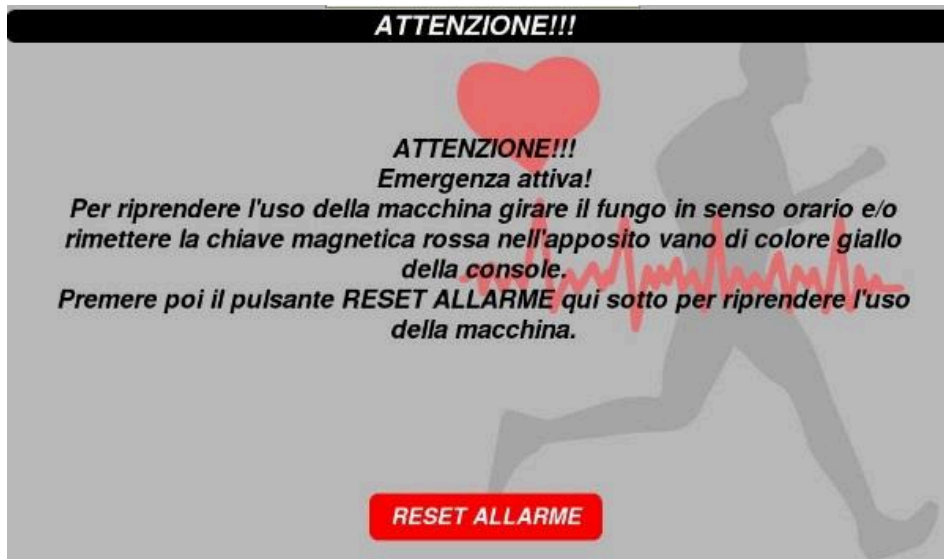 ATTENZIONE!!!
ATTENZIONE!!!
Emergenza attiva!
Per riprendere l'uso della macchina girare il fungo in senso orario e/o
rimettere la chiave magnetica rossa nell'apposito vano di colore giallo
della console.
Premere poi il pulsante RESET ALLARME qui sotto per riprendere l'uso
della macchina.
RESET ALLARME